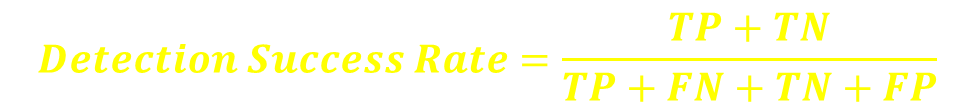 TP + TN
Detection Success Rate =
TP + FN + TN + FP